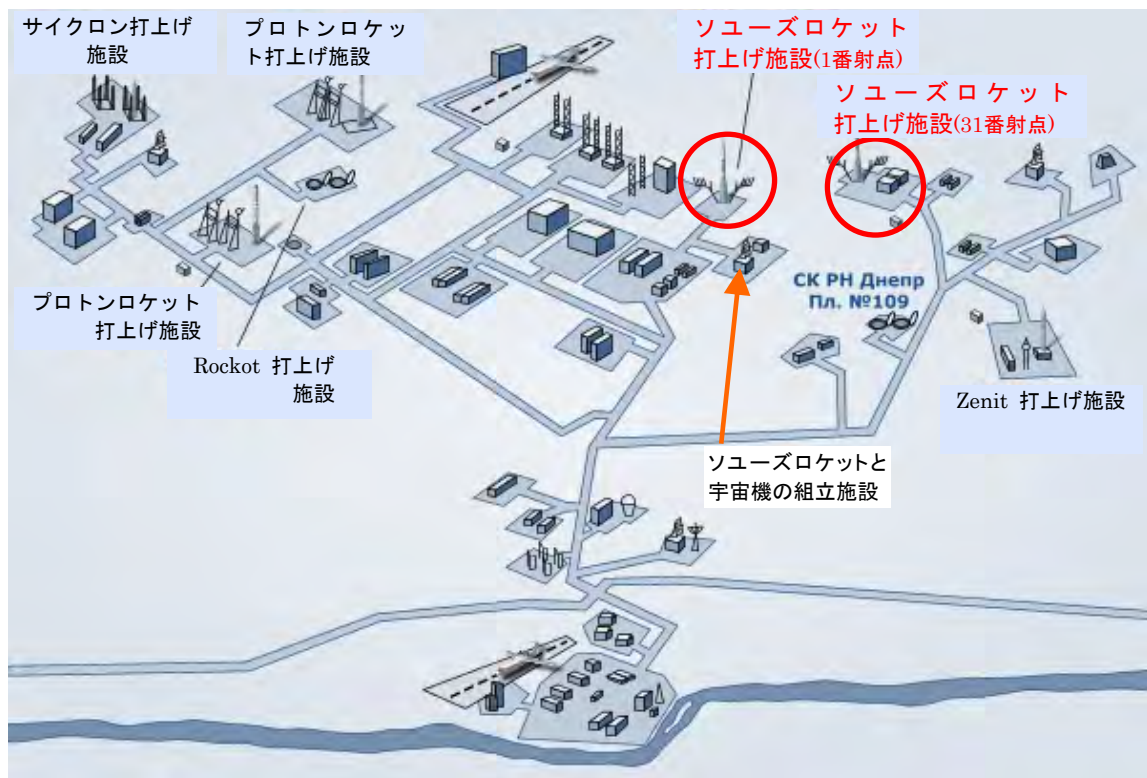 サイクロン打上げ
施設
プロトンロケッ
ト打上げ施設
ソユーズロケット
打上げ施設(1番射点)
ソユーズロケット
打上げ施設(31番射点)
プロトンロケット
打上げ施設
Rockot 打上げ
施設
СК РН Днепр
Пл. №109
Zenit 打上げ施設
ソユーズロケットと
宇宙機の組立施設